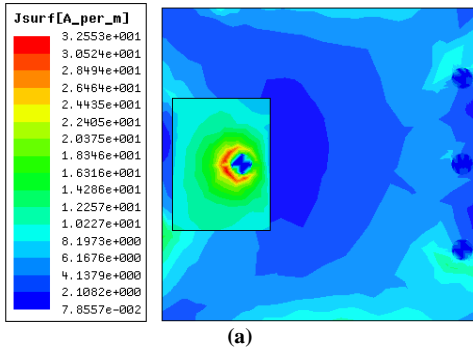 Jsurf[A_per_m]
3.2553e+001
3.0524e+001
2.8494e+001
2.6464e+001
2.4435e+001
2.2405e+001
2.0375e+001
1.8346e+001
1.6316e+001
1.4286e+001
1.2257e+001
1.0227e+001
8.1973e+000
6.1676e+000
4.1379e+000
2.1082e+000
7.8557e-002
(a)